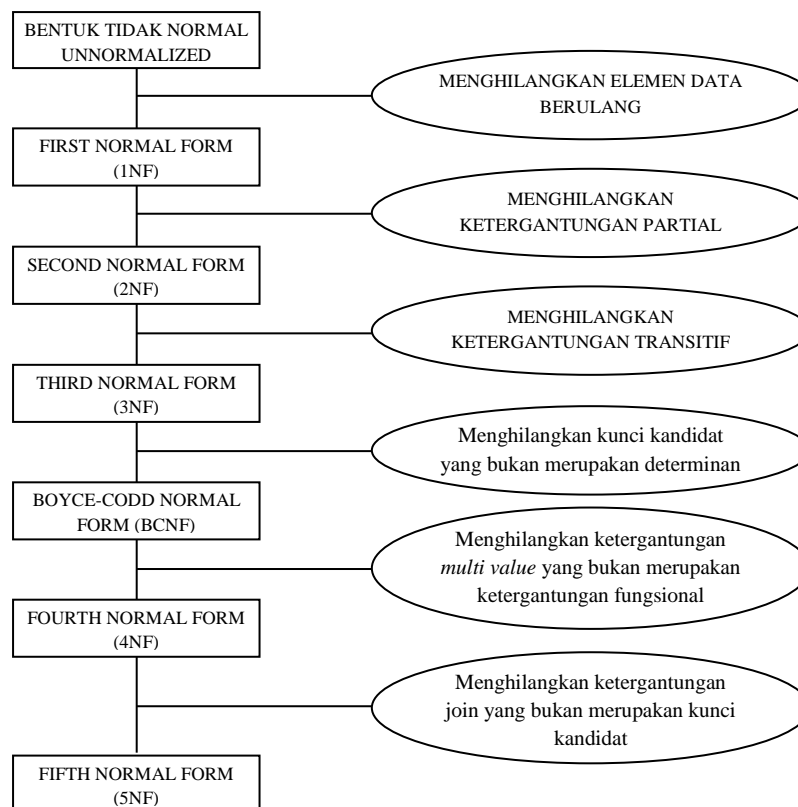 BENTUK TIDAK NORMAL
UNNORMALIZED
MENGHILANGKAN ELEMEN DATA
BERULANG
FIRST NORMAL FORM
(1NF)
MENGHILANGKAN
KETERGANTUNGAN PARTIAL
SECOND NORMAL FORM
(2NF)
MENGHILANGKAN
KETERGANTUNGAN TRANSITIF
THIRD NORMAL FORM
(3NF)
Menghilangkan kunci kandidat
yang bukan merupakan determinan
BOYCE-CODD NORMAL
FORM (BCNF)
Menghilangkan ketergantungan
multi value yang bukan merupakan
ketergantungan fungsional
FOURTH NORMAL FORM
(4NF)
Menghilangkan ketergantungan
join yang bukan merupakan kunci
kandidat
FIFTH NORMAL FORM
(5NF)